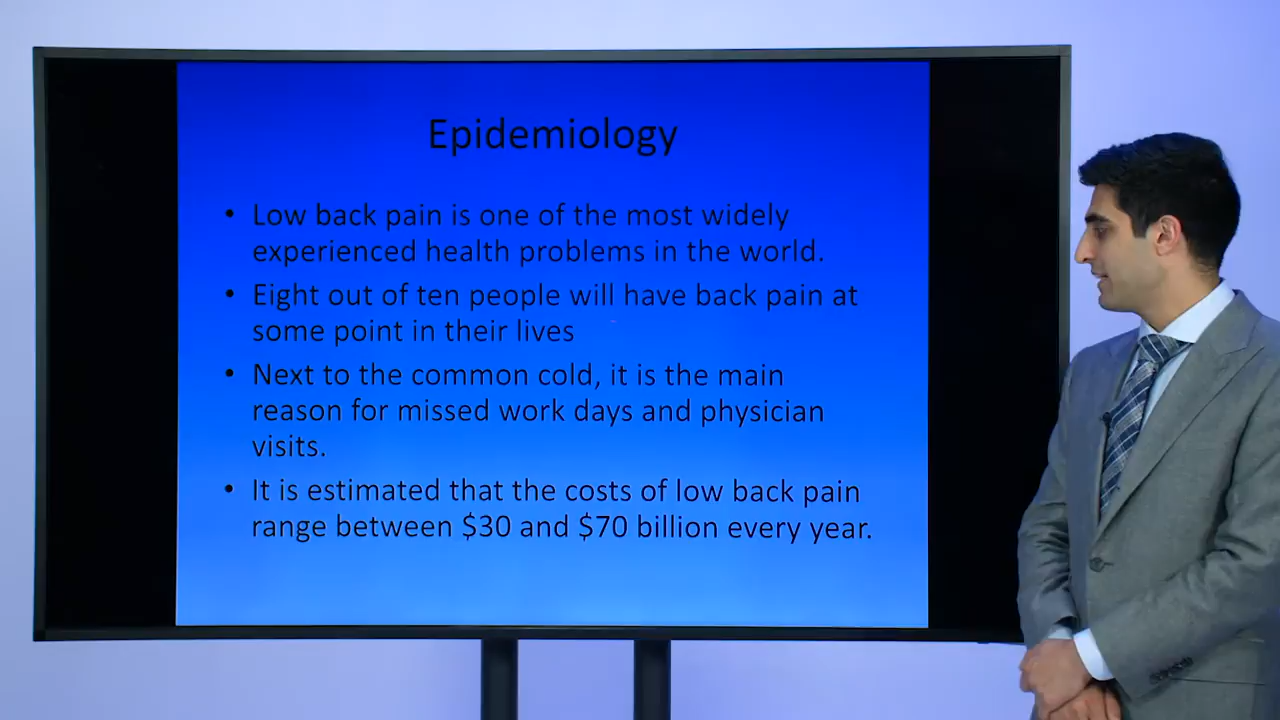 Epidemiology
• Low back pain is one of the most widely
experienced health problems in the world.
• Eight out of ten people will have back pain at
some point in their lives
• Next to the common cold, it is the main
reason for missed work days and physician
visits.
• It is estimated that the costs of low back pain
range between $30 and $70 billion every year.